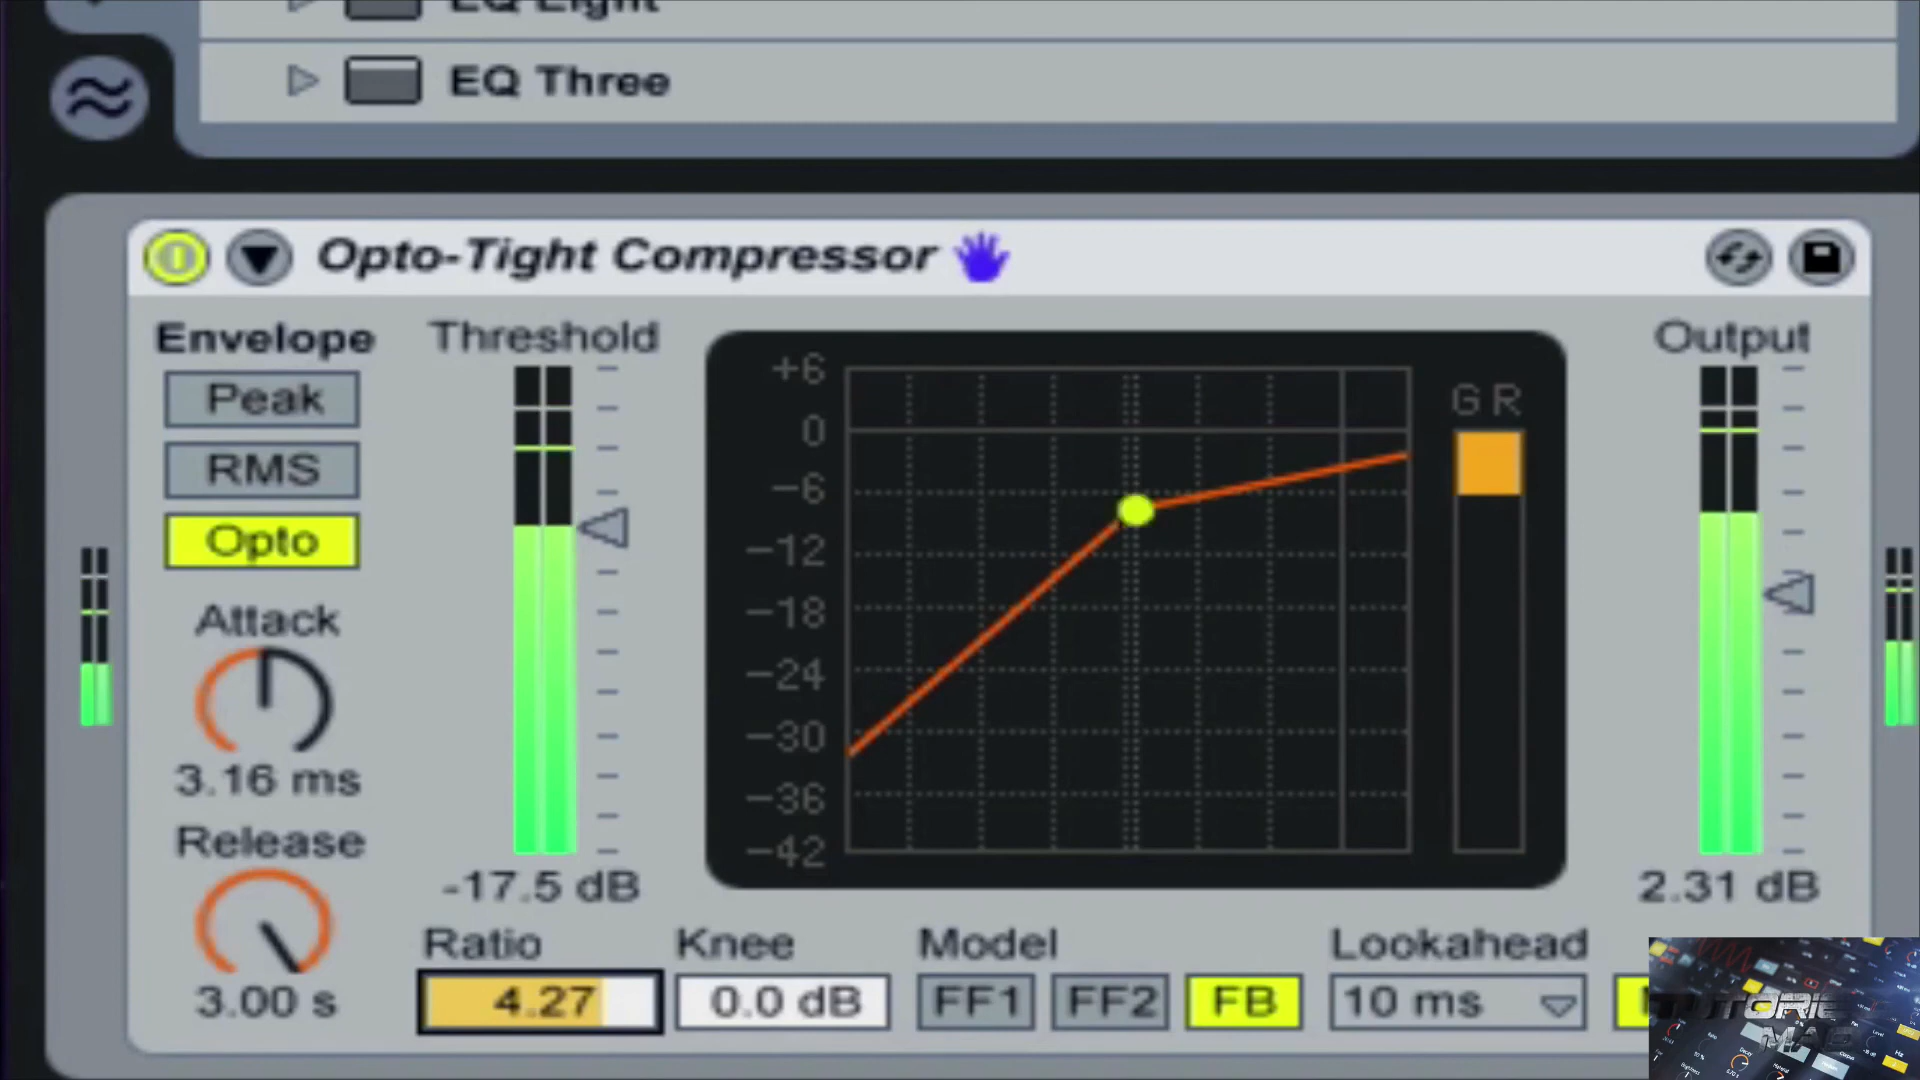 EQ Eight
EQ Three
Opto-Tight Compressor
Envelope
Peak
RMS
Opto
Attack
3.16 ms
Release
3.00 s
Threshold
-17.5 dB
+6
0
-6
-12
-18
-24
-30
-36
-42
GR
Output
2.31 dB
Ratio
4.27
Knee
0.0 dB
Model
FF1 FF2 FB
Lookahead
10 ms